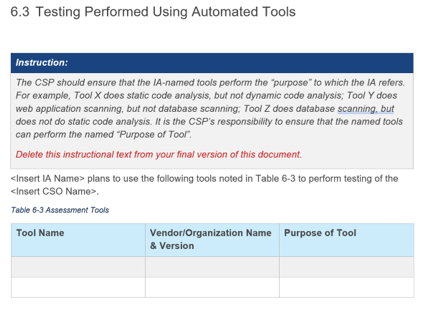 6.3 Testing Performed Using Automated Tools
Instruction:
The CSP should ensure that the IA-named tools perform the “purpose” to which the IA refers.
For example, Tool X does static code analysis, but not dynamic code analysis; Tool Y does
web application scanning, but not database scanning; Tool Z does database scanning, but
does not do static code analysis. It is the CSP’s responsibility to ensure that the named tools
can perform the named “Purpose of Tool”.
Delete this instructional text from your final version of this document.
<Insert IA Name> plans to use the following tools noted in Table 6-3 to perform testing of the
<Insert CSO Name>.
Table 6-3 Assessment Tools
Tool Name
Vendor/Organization Name
& Version
Purpose of Tool